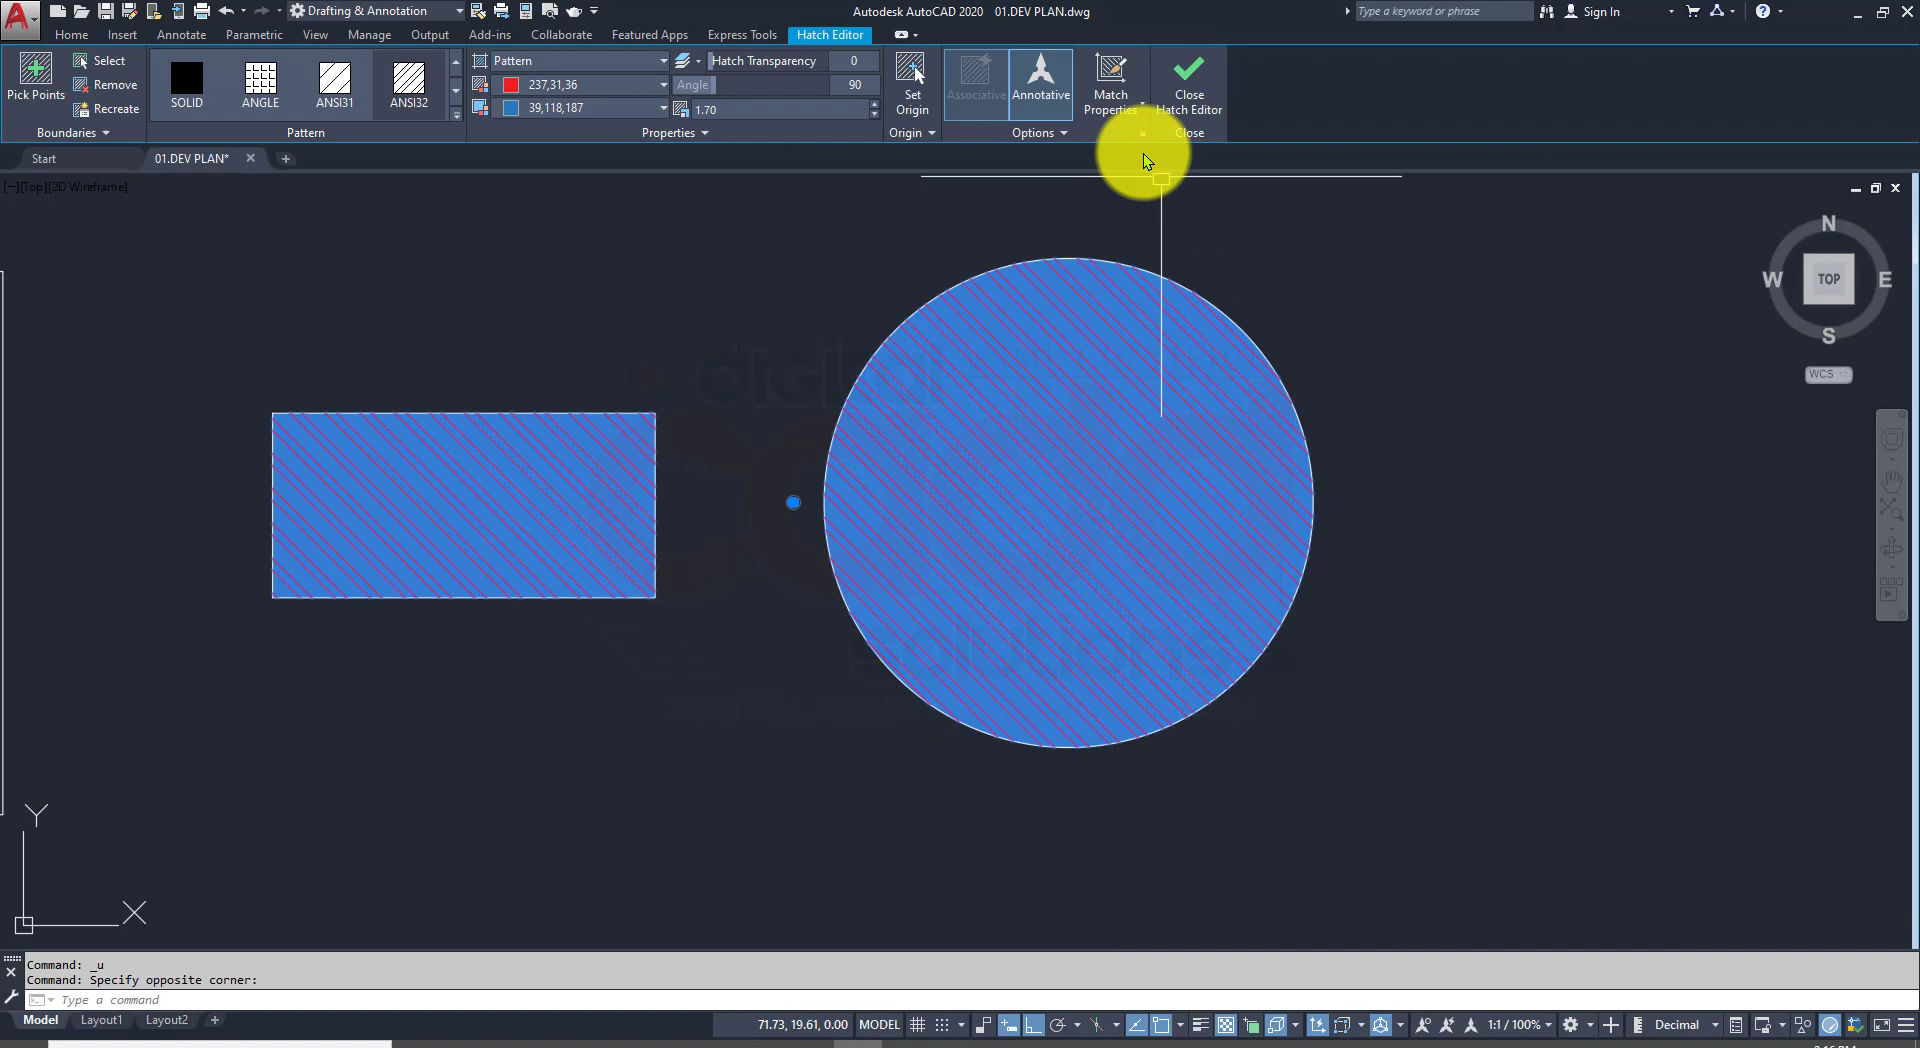 Drafting & Annotation
Autodesk AutoCAD 2020 01.DEV PLAN.dwg
Type a keyword or phrase
Sign In
Home Insert Annotate Parametric View Manage Output Add-ins Collaborate Featured Apps Express Tools Hatch Editor
Pick Points
Select
Remove
Recreate
Boundaries
SOLID ANGLE ANSI31 ANSI32
Pattern
Pattern
237,31,36
39,118,187
Hatch Transparency 0
Angle 90
1.70
Properties
Set
Origin
Origin
Associative Annotative
Match
Properties
Options
Close
Hatch Editor
Close
Start 01.DEV PLAN*
[−][Top][2D Wireframe]
N
W TOP E
S
WCS
digital
solutions
Y
X
Command: _u
Command: Specify opposite corner:
Type a command
Model Layout1 Layout2
71.73, 19.61, 0.00 MODEL 1:1 / 100% Decimal